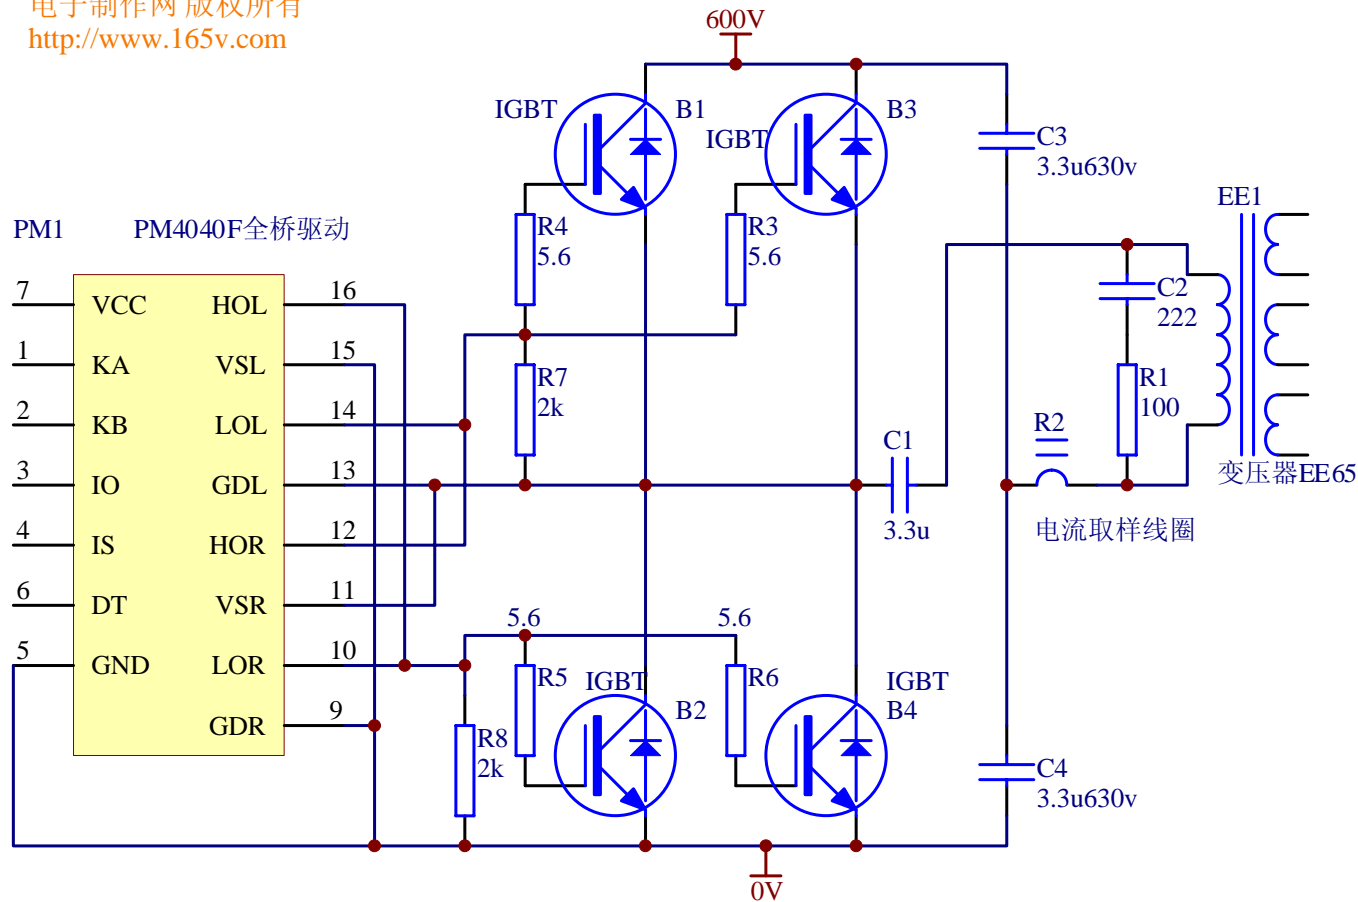 电子制作网 版权所有
http://www.165v.com
600V
IGBT
B1
IGBT
B3
C3
3.3u630v
EE1
PM1
PM4040F全桥驱动
R4
5.6
R3
5.6
7
VCC
HOL
16
C2
222
1
KA
VSL
15
R7
2k
R1
100
2
KB
LOL
14
R2
C1
3
IO
GDL
13
变压器EE65
3.3u
电流取样线圈
4
IS
HOR
12
6
DT
VSR
11
5.6
5.6
5
GND
LOR
10
R5
IGBT
R6
IGBT
B2
B4
GDR
9
R8
2k
C4
3.3u630v
0V